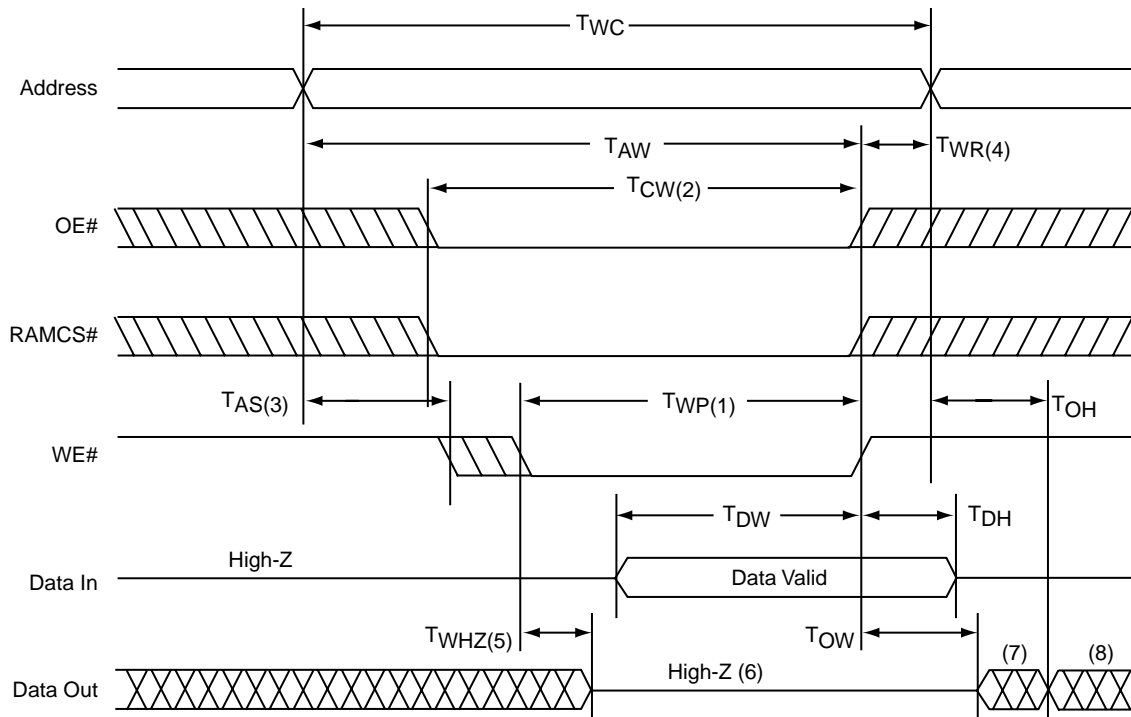 TWC
Address
TAW
TWR(4)
TCW(2)
OE#
RAMCS#
TAS(3)
TWP(1)
TOH
WE#
TDW
TDH
High-Z
Data In
Data Valid
TWHZ(5)
TOW
(7)
(8)
High-Z (6)
Data Out